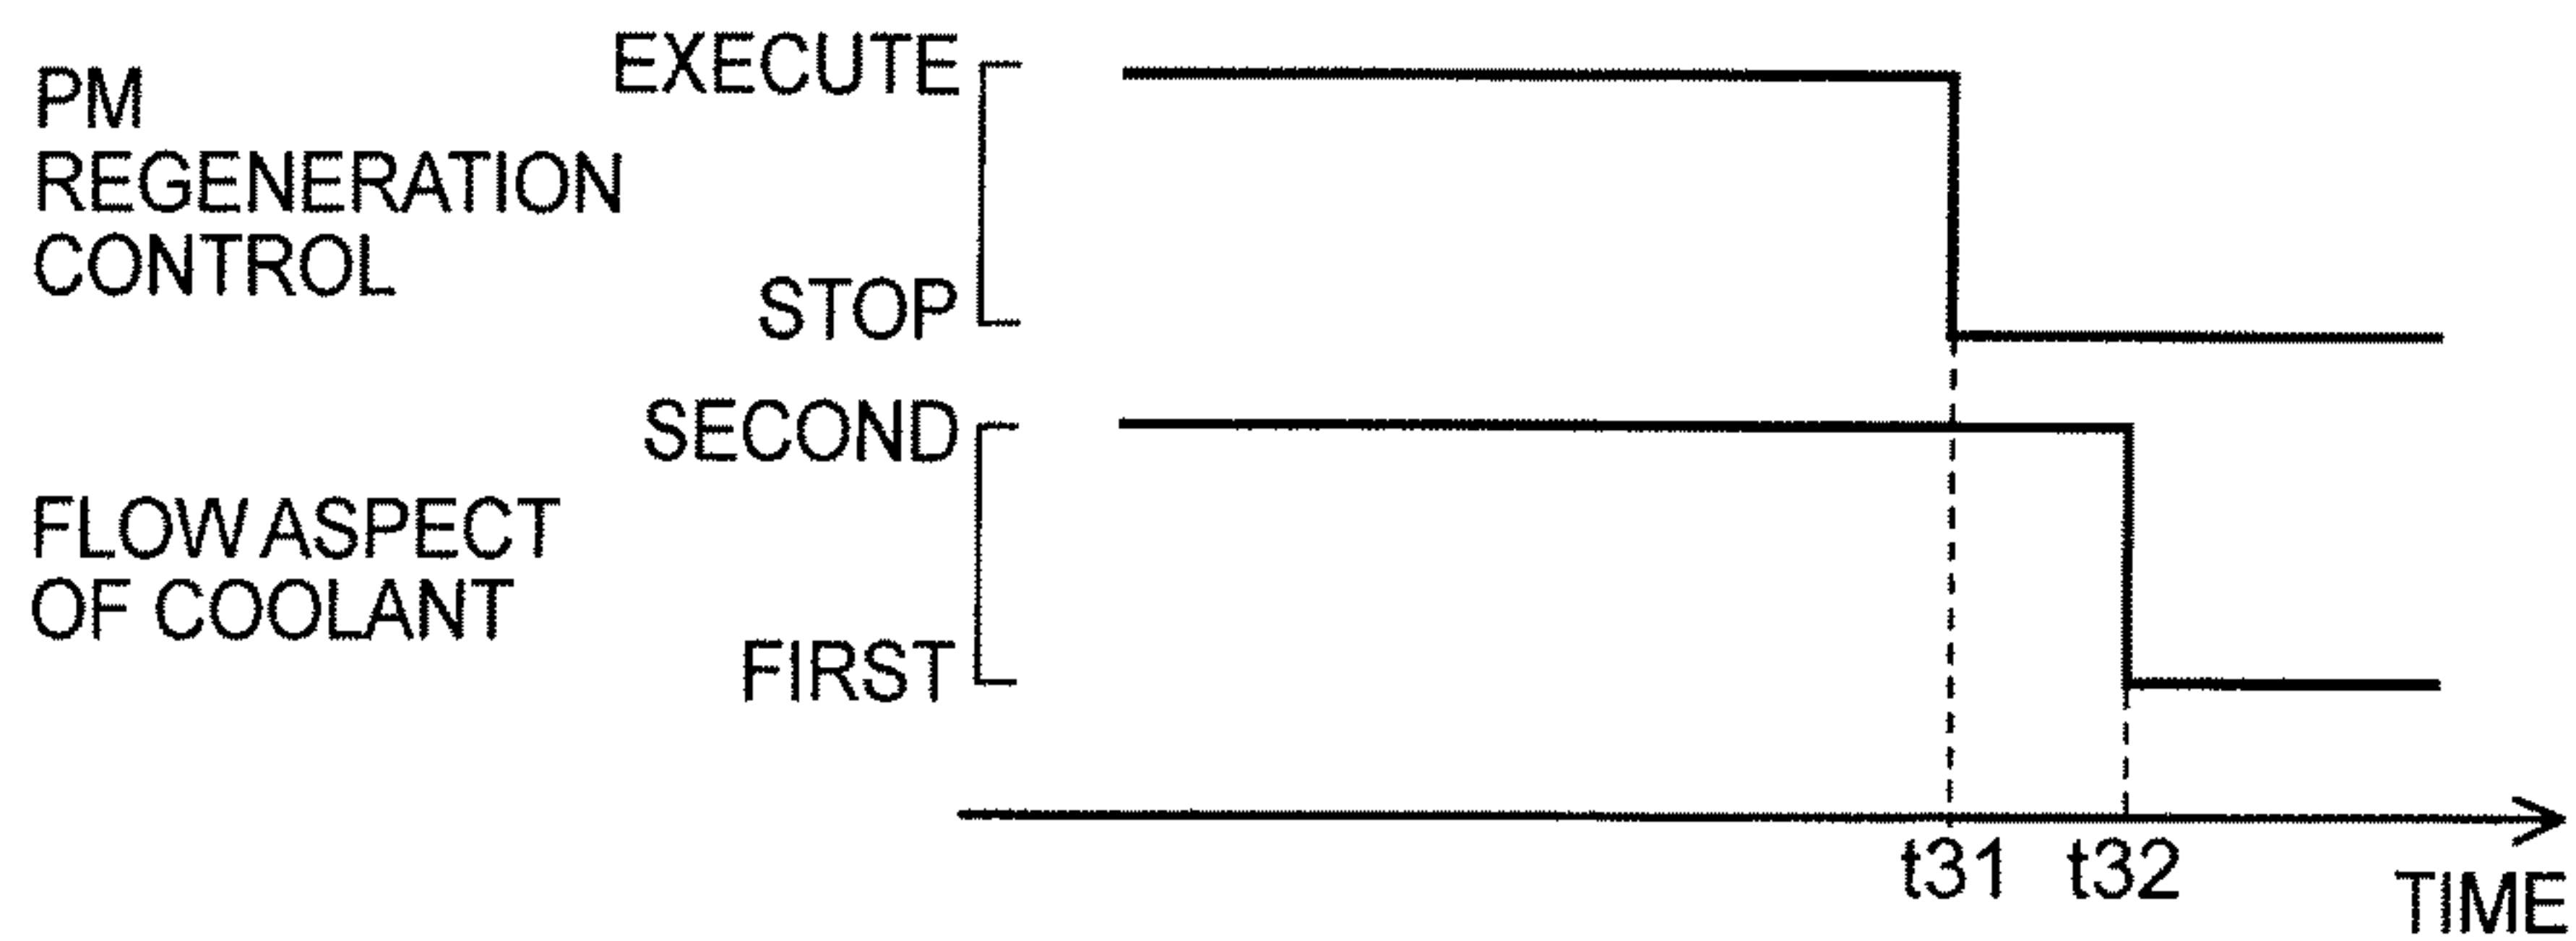 PM
REGENERATION
CONTROL
EXECUTE
STOP
FLOW ASPECT
OF COOLANT
SECOND
FIRST
t31
t32
TIME